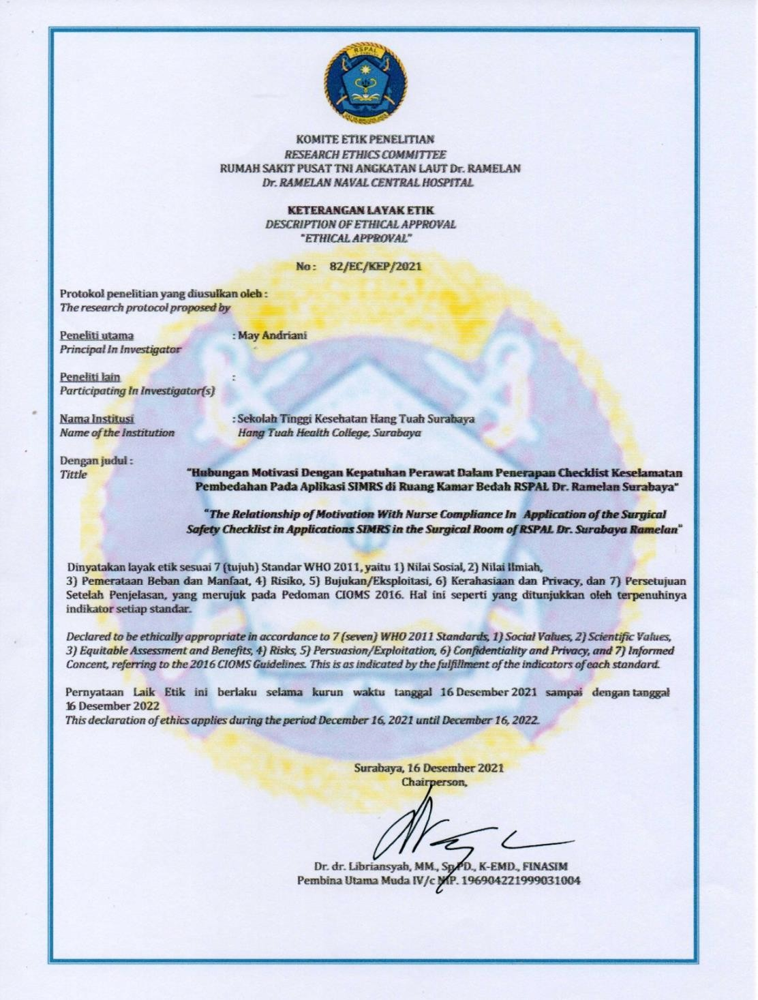 RSPAL
KOMITE ETIK PENELITIAN
RESEARCH ETHICS COMMITTEE
RUMAH SAKIT PUSAT TNI ANGKATAN LAUT Dr. RAMELAN
Dr. RAMELAN NAVAL CENTRAL HOSPITAL
KETERANGAN LAYAK ETIK
DESCRIPTION OF ETHICAL APPROVAL
"ETHICAL APPROVAL"
No : 82/EC/KEP/2021
Protokol penelitian yang diusulkan oleh :
The research protocol proposed by
Peneliti utama : May Andriani
Principal In Investigator
Peneliti lain :
Participating In Investigator(s)
Nama Institusi : Sekolah Tinggi Kesehatan Hang Tuah Surabaya
Name of the Institution Hang Tuah Health College, Surabaya
Dengan judul :
Tittle
"Hubungan Motivasi Dengan Kepatuhan Perawat Dalam Penerapan Checklist Keselamatan
Pembedahan Pada Aplikasi SIMRS di Ruang Kamar Bedah RSPAL Dr. Ramelan Surabaya"
"The Relationship of Motivation With Nurse Compliance In Application of the Surgical
Safety Checklist in Applications SIMRS in the Surgical Room of RSPAL Dr. Surabaya Ramelan"
Dinyatakan layak etik sesuai 7 (tujuh) Standar WHO 2011, yaitu 1) Nilai Sosial, 2) Nilai Ilmiah,
3) Pemerataan Beban dan Manfaat, 4) Risiko, 5) Bujukan/Eksploitasi, 6) Kerahasiaan dan Privacy, dan 7) Persetujuan
Setelah Penjelasan, yang merujuk pada Pedoman CIOMS 2016. Hal ini seperti yang ditunjukkan oleh terpenuhinya
indikator setiap standar.
Declared to be ethically appropriate in accordance to 7 (seven) WHO 2011 Standards, 1) Social Values, 2) Scientific Values,
3) Equitable Assessment and Benefits, 4) Risks, 5) Persuasion/Exploitation, 6) Confidentiality and Privacy, and 7) Informed
Concent, referring to the 2016 CIOMS Guidelines. This is as indicated by the fulfillment of the indicators of each standard.
Pernyataan Laik Etik ini berlaku selama kurun waktu tanggal 16 Desember 2021 sampai dengan tanggal
16 Desember 2022
This declaration of ethics applies during the period December 16, 2021 until December 16, 2022.
Surabaya, 16 Desember 2021
Chairperson,
Dr. dr. Libriansyah, MM., Sp.PD., K-EMD., FINASIM
Pembina Utama Muda IV/c NIP. 196904221999031004